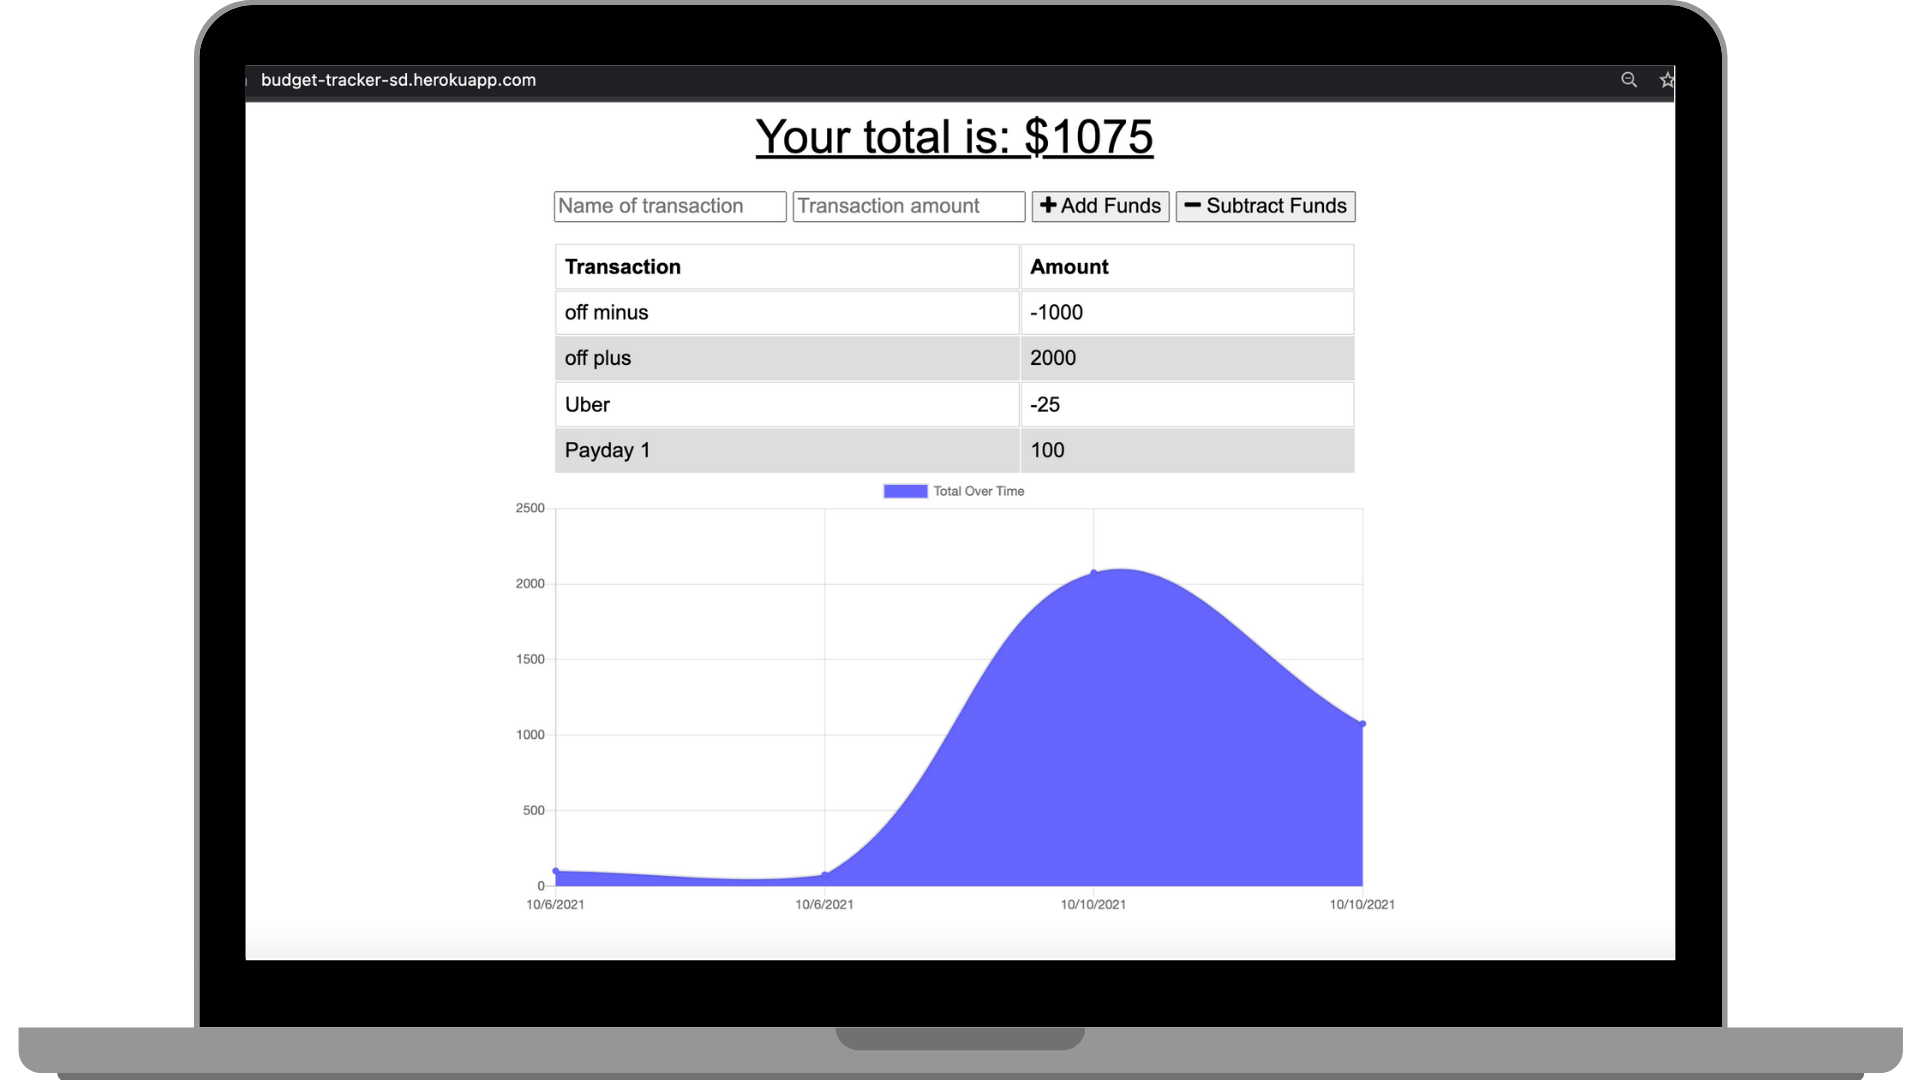 budget-tracker-sd.herokuapp.com
Your total is: $1075
Name of transaction Transaction amount + Add Funds − Subtract Funds
Transaction Amount
off minus -1000
off plus 2000
Uber -25
Payday 1 100
Total Over Time
2500
2000
1500
1000
500
0
10/6/2021 10/6/2021 10/10/2021 10/10/2021